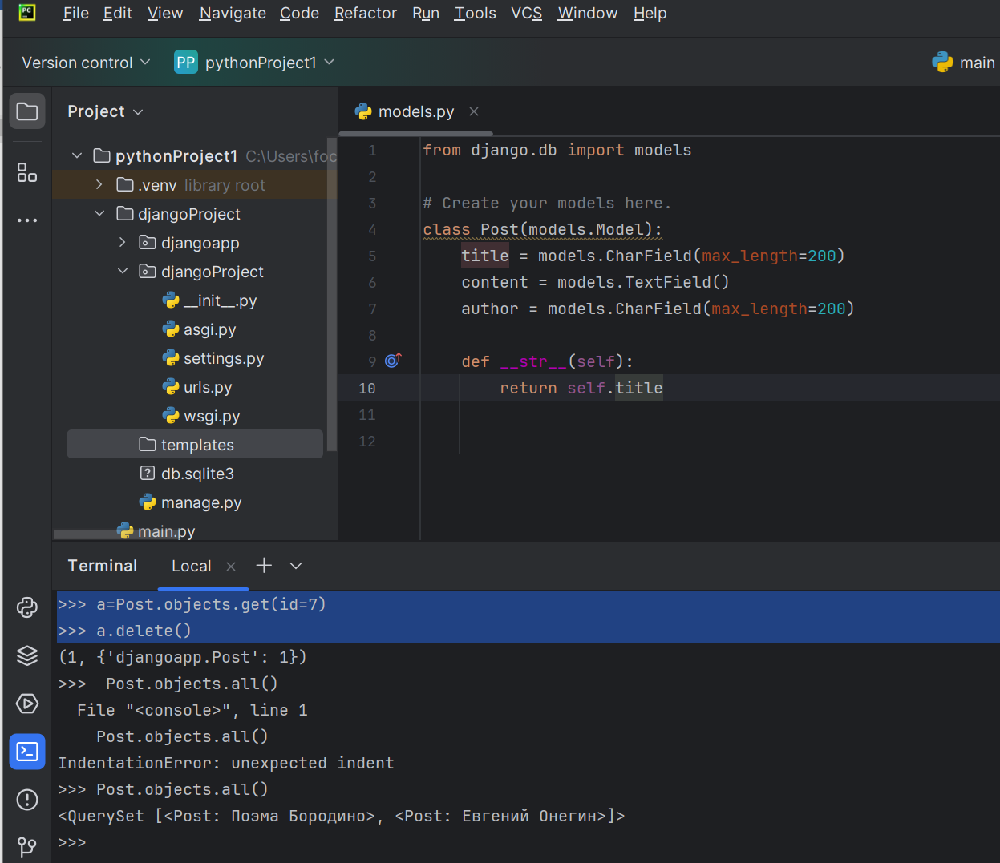 PC
File Edit View Navigate Code Refactor Run Tools VCS Window Help
Version control PP pythonProject1 main
Project
models.py
pythonProject1 C:\Users\foc
.venv library root
djangoProject
djangoapp
djangoProject
__init__.py
asgi.py
settings.py
urls.py
wsgi.py
templates
db.sqlite3
manage.py
main.py
1 from django.db import models
2
3 # Create your models here.
4 class Post(models.Model):
5 title = models.CharField(max_length=200)
6 content = models.TextField()
7 author = models.CharField(max_length=200)
8
9 def __str__(self):
10 return self.title
11
12
Terminal Local
>>> a=Post.objects.get(id=7)
>>> a.delete()
(1, {'djangoapp.Post': 1})
>>>  Post.objects.all()
File "<console>", line 1
Post.objects.all()
IndentationError: unexpected indent
>>> Post.objects.all()
<QuerySet [<Post: Поэма Бородино>, <Post: Евгений Онегин>]>
>>>